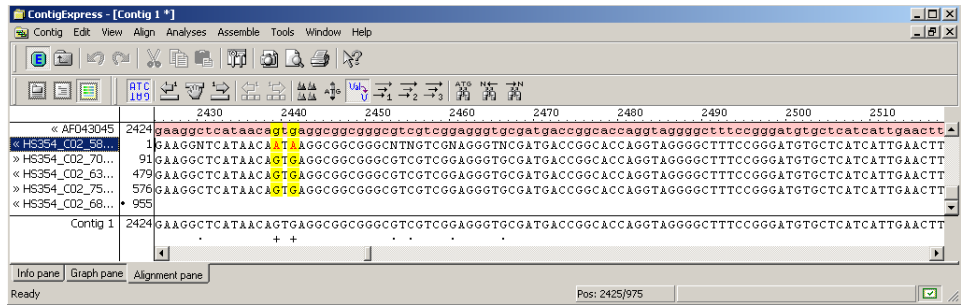 ContigExpress - [Contig 1 *]
Contig Edit View Align Analyses Assemble Tools Window Help
2430 2440 2450 2460 2470 2480 2490 2500 2510
« AF043045 2424 gaaggctcataacagtgaggcggcgggcgtcgtcggagggtgcgatgaccggcaccaggtaggggctttccgggatgtgctcatcattgaactt
« HS354_C02_58... 1 GAAGGNTCATAACAATAAGGCGGCGGGCNTNGTCGNAGGGTNCGATGACCGGCACCAGGTAGGGGCTTTCCGGGATGTGCTCATCATTGAACTT
» HS354_C02_70... 91 GAAGGCTCATAACAGTGAGGCGGCGGGCGTCGTCGGAGGGTGCGATGACCGGCACCAGGTAGGGGCTTTCCGGGATGTGCTCATCATTGAACTT
» HS354_C02_63... 479 GAAGGCTCATAACAGTGAGGCGGCGGGCGTCGTCGGAGGGTGCGATGACCGGCACCAGGTAGGGGCTTTCCGGGATGTGCTCATCATTGAACTT
» HS354_C02_75... 576 GAAGGCTCATAACAGTGAGGCGGCGGGCGTCGTCGGAGGGTGCGATGACCGGCACCAGGTAGGGGCTTTCCGGGATGTGCTCATCATTGAACTT
« HS354_C02_68... • 955
Contig 1 2424 GAAGGCTCATAACAGTGAGGCGGCGGGCGTCGTCGGAGGGTGCGATGACCGGCACCAGGTAGGGGCTTTCCGGGATGTGCTCATCATTGAACTT
Info pane Graph pane Alignment pane
Ready Pos: 2425/975